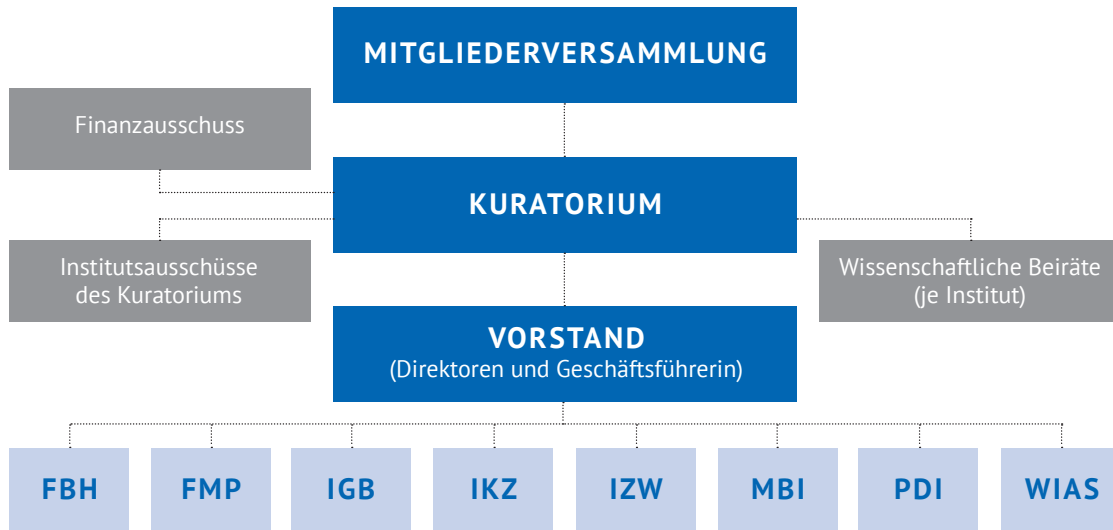 MITGLIEDERVERSAMMLUNG
Finanzausschuss
KURATORIUM
Institutsausschüsse
des Kuratoriums
Wissenschaftliche Beiräte
(je Institut)
VORSTAND
(Direktoren und Geschäftsführerin)
FBH
FMP
IGB
IKZ
IZW
MBI
PDI
WIAS